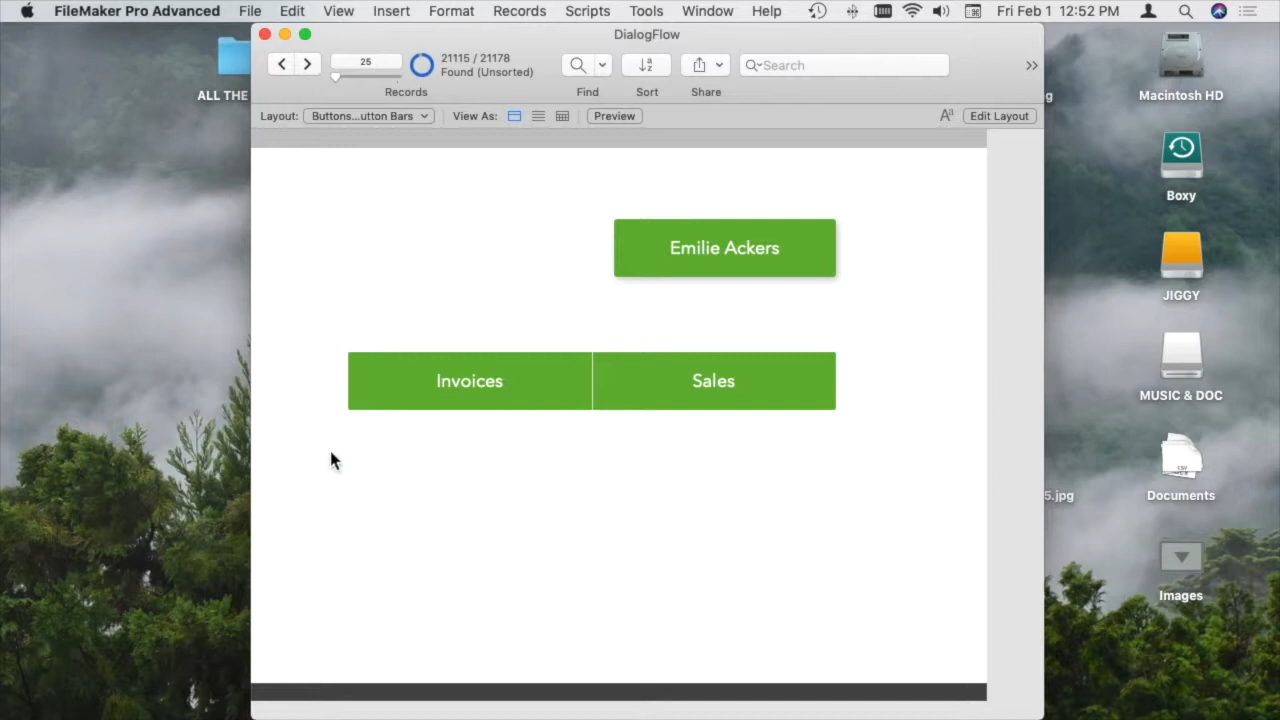 FileMaker Pro Advanced File Edit View Insert Format Records Scripts Tools Window Help Fri Feb 1 12:52 PM
DialogFlow
25
21115 / 21178
Found (Unsorted)
Search
Records Find Sort Share
Layout: Buttons...utton Bars View As: Preview Aa Edit Layout
Emilie Ackers
Invoices Sales
ALL THE
g
5.jpg
Macintosh HD
Boxy
JIGGY
MUSIC & DOC
Documents
Images